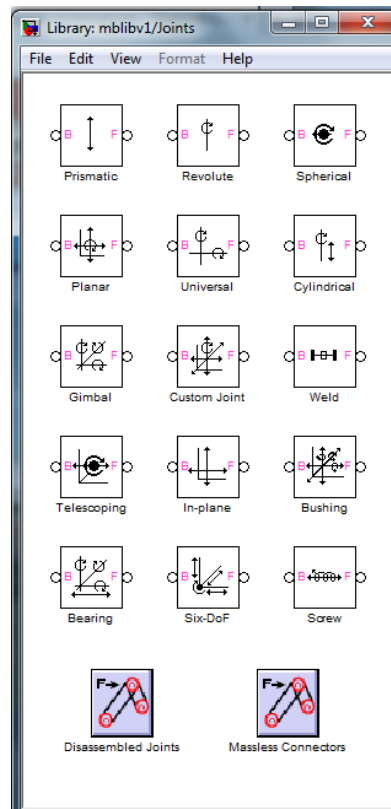 Library: mblibv1/Joints
File Edit View Format Help
B F B F B F
Prismatic Revolute Spherical
B F B F B F
Planar Universal Cylindrical
B F B F B F
Gimbal Custom Joint Weld
B F B F B F
Telescoping In-plane Bushing
B F B F B F
Bearing Six-DoF Screw
F F
Disassembled Joints Massless Connectors